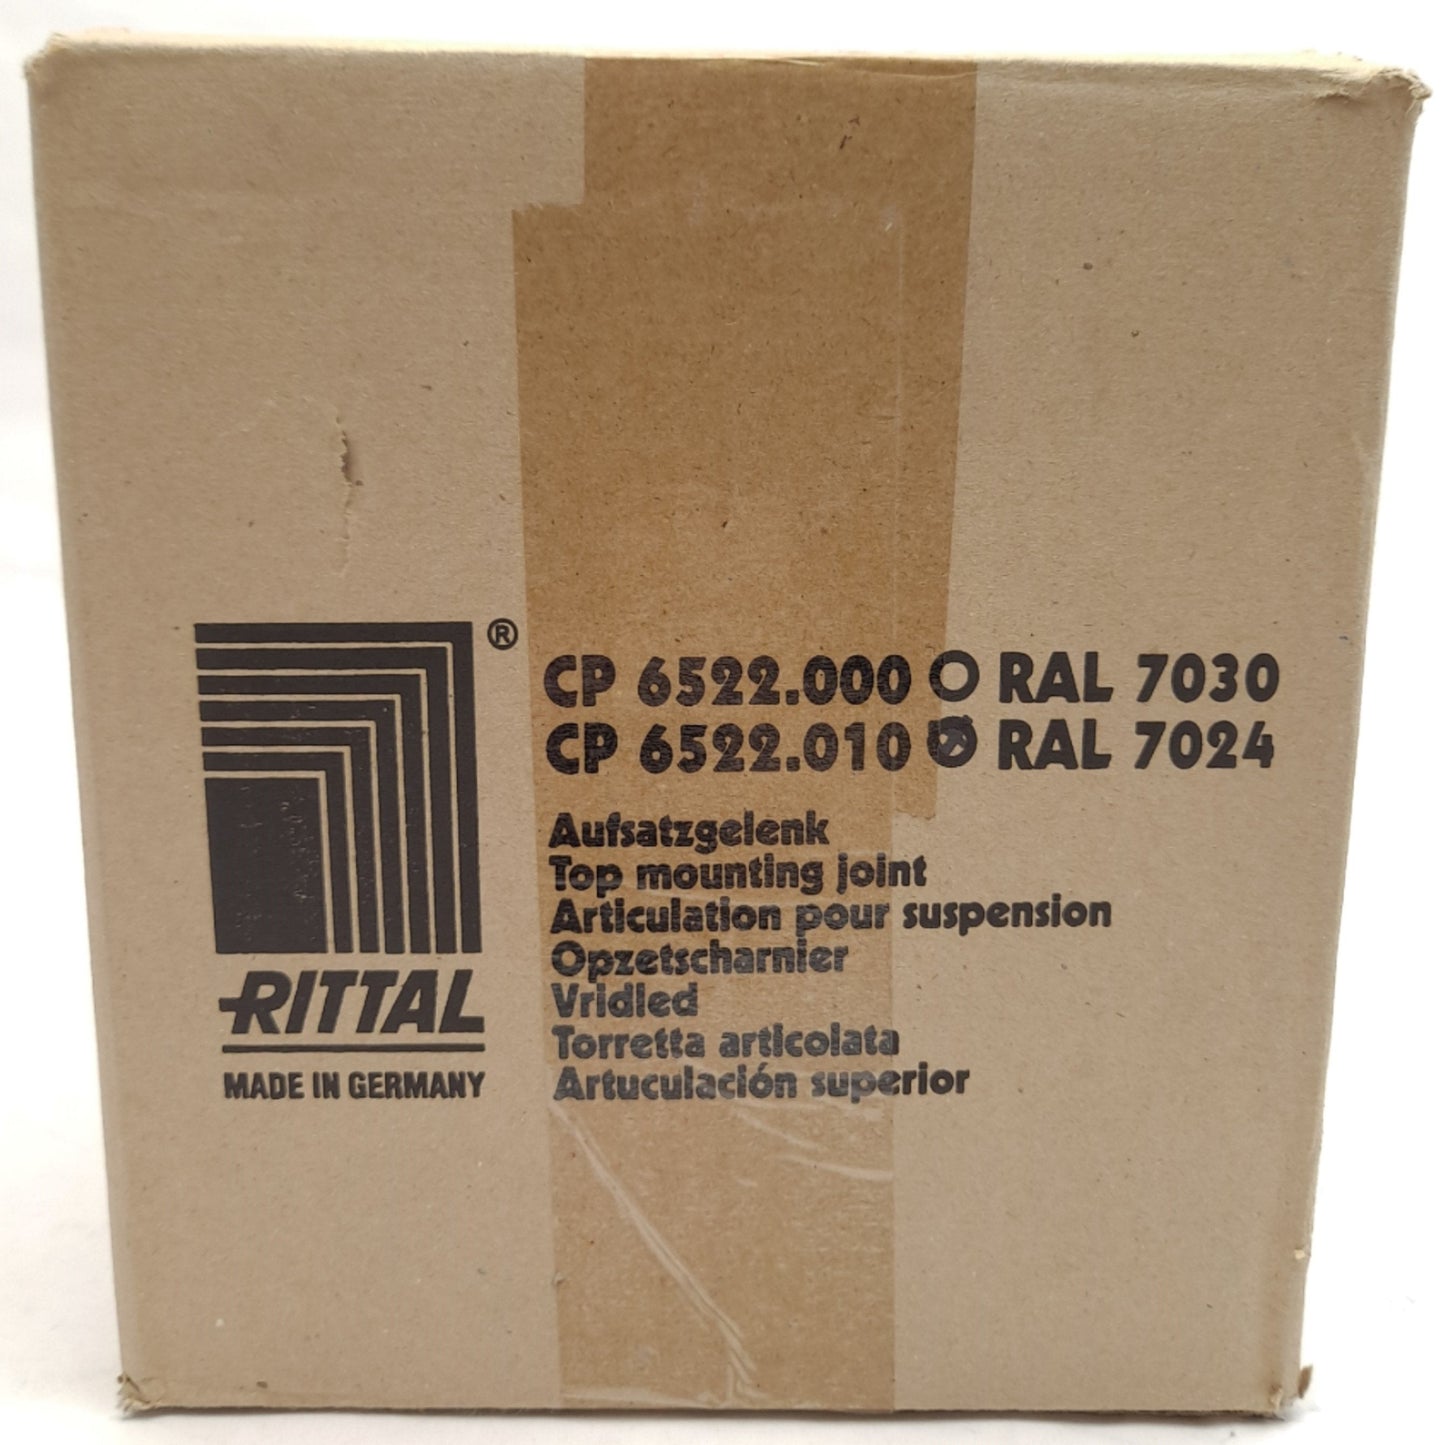 ®
CP 6522.000 RAL 7030
CP 6522.010 RAL 7024
Aufsatzgelenk
Top mounting joint
Articulation pour suspension
Opzetscharnier
Vridled
Torretta articolata
Artuculación superior
RITTAL
MADE IN GERMANY